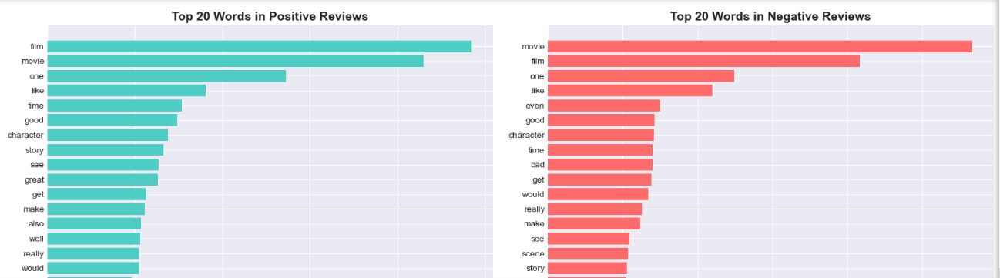 Top 20 Words in Positive Reviews
film
movie
one
like
time
good
character
story
see
great
get
make
also
well
really
would
Top 20 Words in Negative Reviews
movie
film
one
like
even
good
character
time
bad
get
would
really
make
see
scene
story